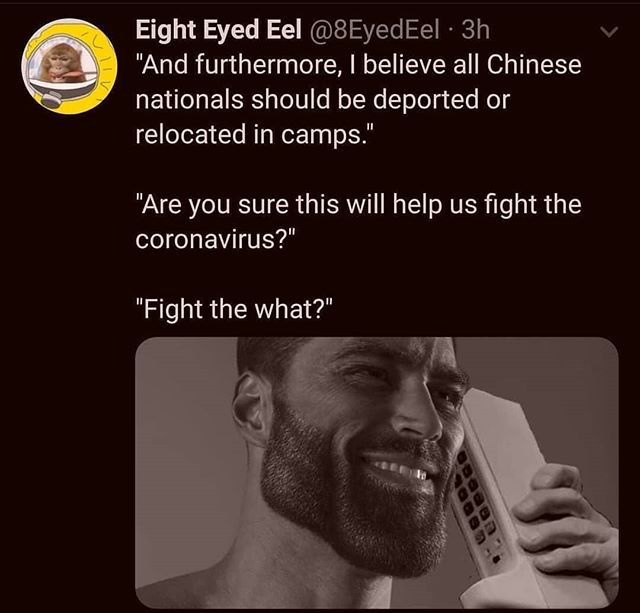 Eight Eyed Eel @8EyedEel · 3h
"And furthermore, I believe all Chinese
nationals should be deported or
relocated in camps."
"Are you sure this will help us fight the
coronavirus?"
"Fight the what?"